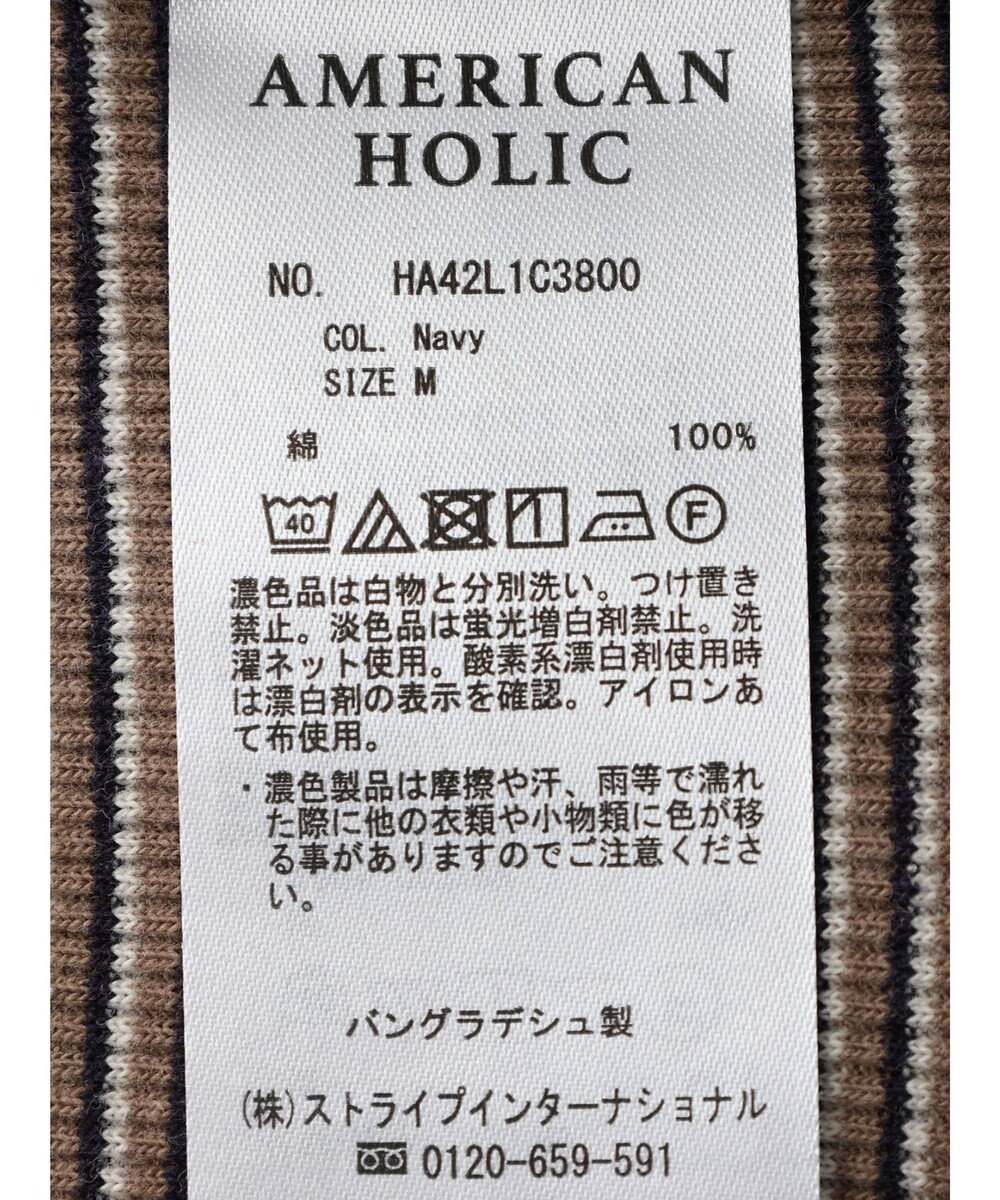 AMERICAN
HOLIC
NO. HA42L1C3800
COL. Navy
SIZE M
綿 100%
40 F
濃色品は白物と分別洗い。つけ置き
禁止。淡色品は蛍光増白剤禁止。洗
濯ネット使用。酸素系漂白剤使用時
は漂白剤の表示を確認。アイロンあ
て布使用。
・濃色製品は摩擦や汗、雨等で濡れ
た際に他の衣類や小物類に色が移
る事がありますのでご注意くださ
い。
バングラデシュ製
(株)ストライプインターナショナル
0120-659-591